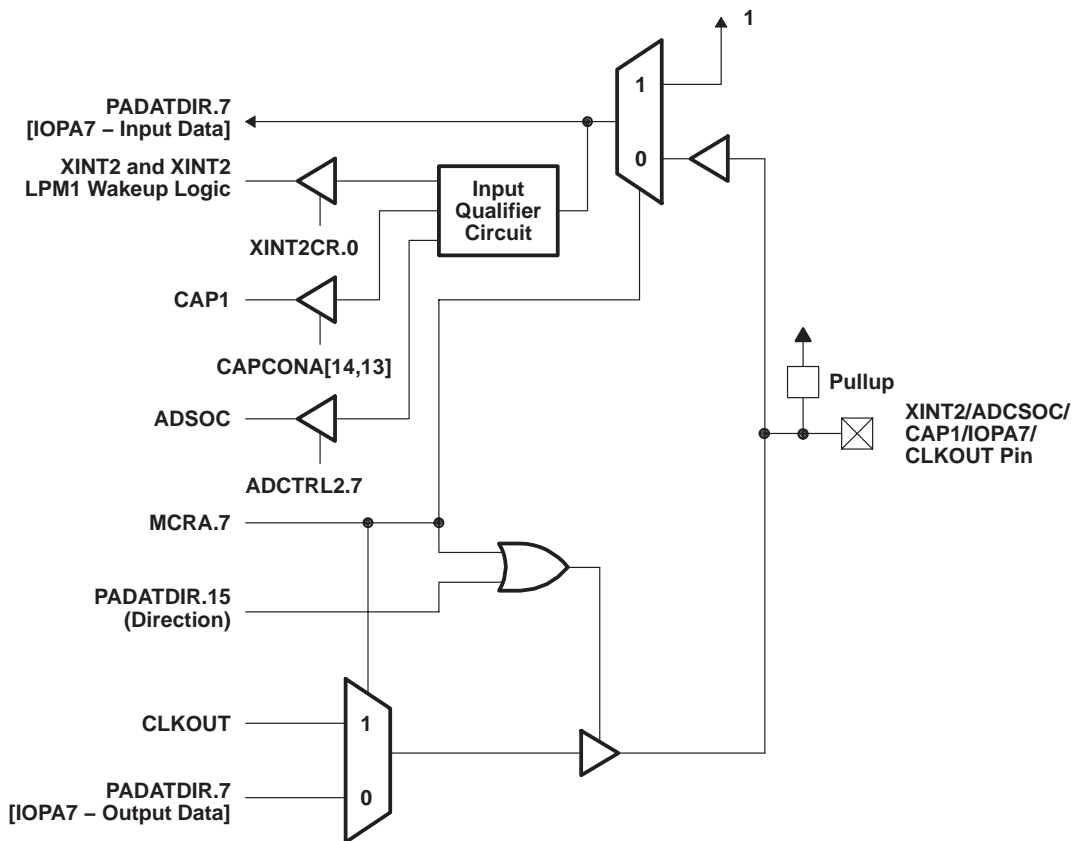 1
PADATDIR.7
[IOPA7 – Input Data]
1
0
XINT2 and XINT2
LPM1 Wakeup Logic
Input
Qualifier
Circuit
XINT2CR.0
CAP1
CAPCONA[14,13]
Pullup
ADSOC
XINT2/ADCSOC/
CAP1/IOPA7/
CLKOUT Pin
ADCTRL2.7
MCRA.7
PADATDIR.15
(Direction)
CLKOUT
1
PADATDIR.7
[IOPA7 – Output Data]
0